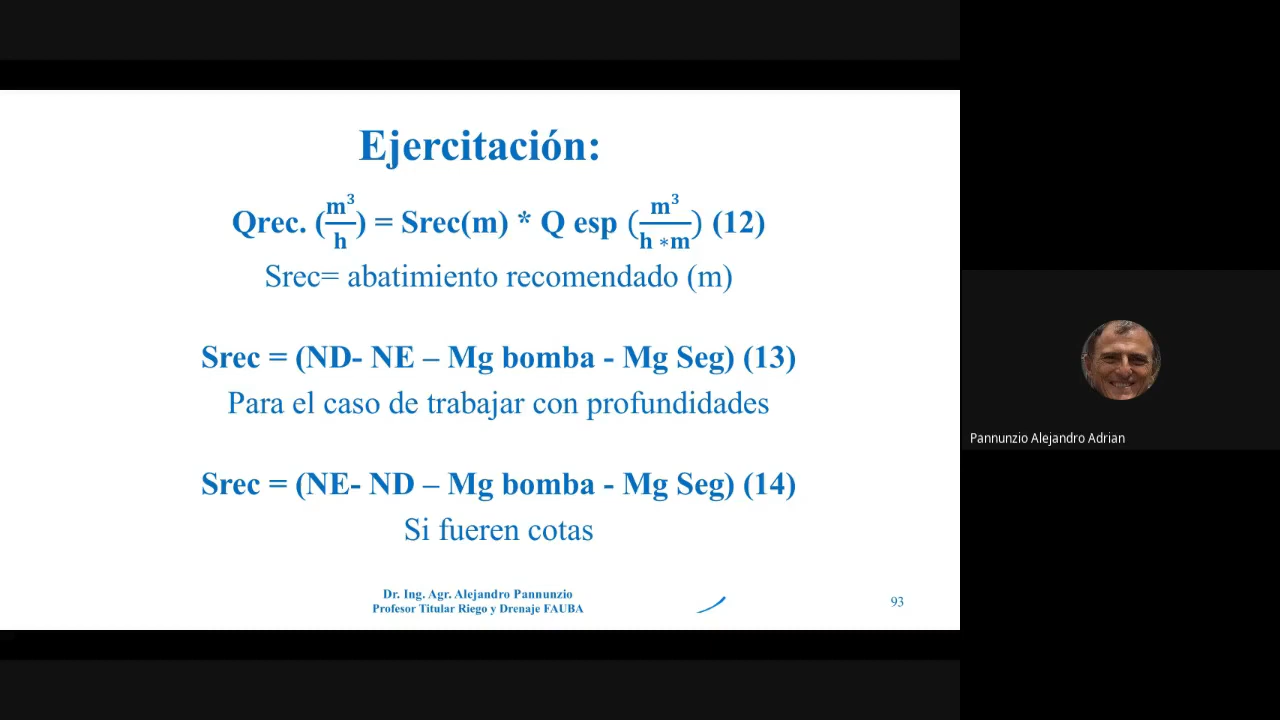 Ejercitación:
Qrec. (m³/h) = Srec(m) * Q esp (m³/h *m) (12)
Srec= abatimiento recomendado (m)
Srec = (ND- NE – Mg bomba - Mg Seg) (13)
Para el caso de trabajar con profundidades
Srec = (NE- ND – Mg bomba - Mg Seg) (14)
Si fueren cotas
Dr. Ing. Agr. Alejandro Pannunzio
Profesor Titular Riego y Drenaje FAUBA
93
Pannunzio Alejandro Adrian